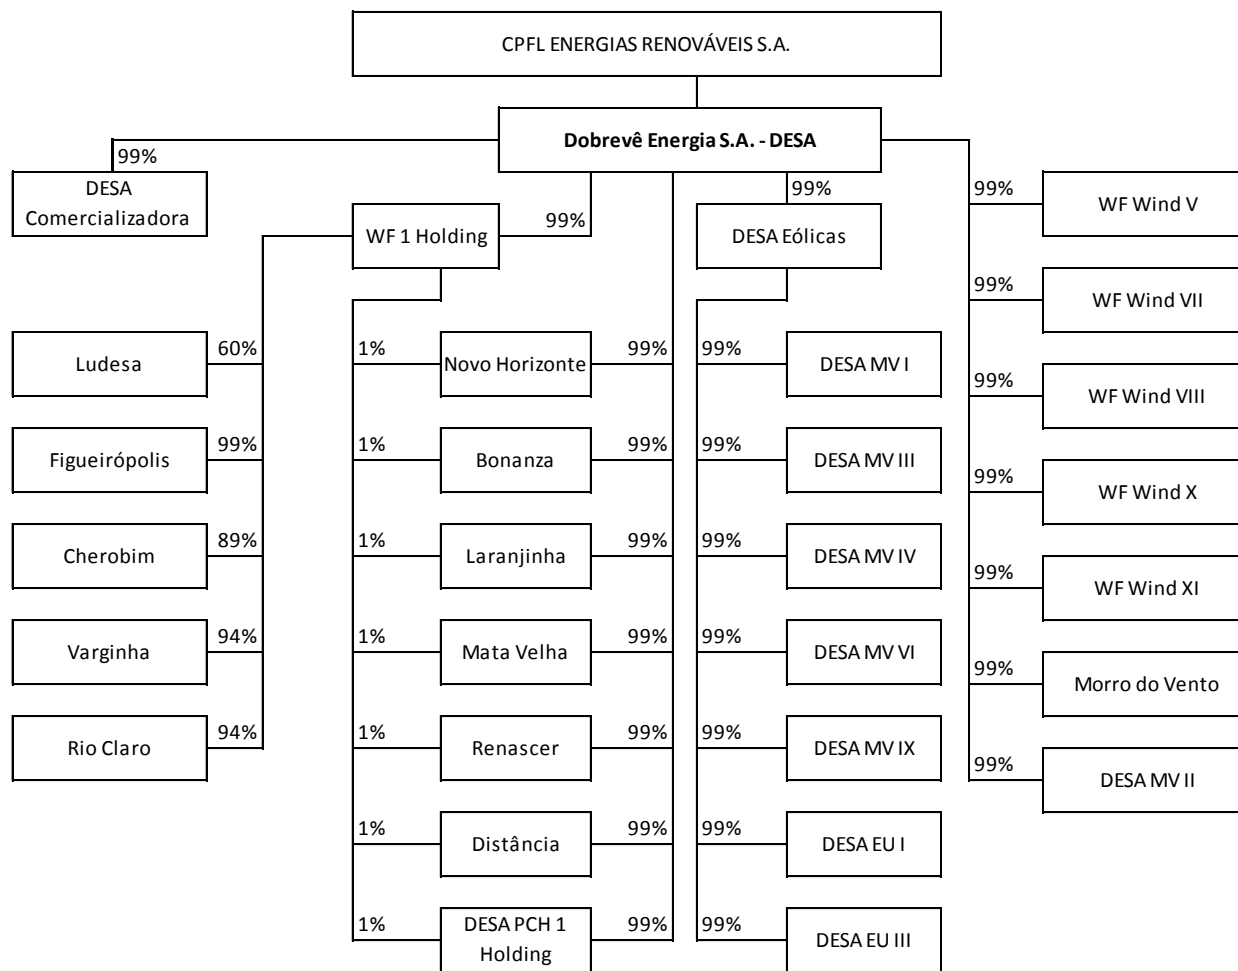 CPFL ENERGIAS RENOVÁVEIS S.A.
Dobrevê Energia S.A. - DESA
99%
DESA
Comercializadora
WF 1 Holding
99%
99%
DESA Eólicas
99%
WF Wind V
99%
WF Wind VII
Ludesa
60%
1%
Novo Horizonte
99%
99%
DESA MV I
99%
WF Wind VIII
Figueirópolis
99%
1%
Bonanza
99%
99%
DESA MV III
99%
WF Wind X
Cherobim
89%
1%
Laranjinha
99%
99%
DESA MV IV
99%
WF Wind XI
Varginha
94%
1%
Mata Velha
99%
99%
DESA MV VI
99%
Morro do Vento
Rio Claro
94%
1%
Renascer
99%
99%
DESA MV IX
99%
DESA MV II
1%
Distância
99%
99%
DESA EU I
1%
DESA PCH 1
Holding
99%
99%
DESA EU III